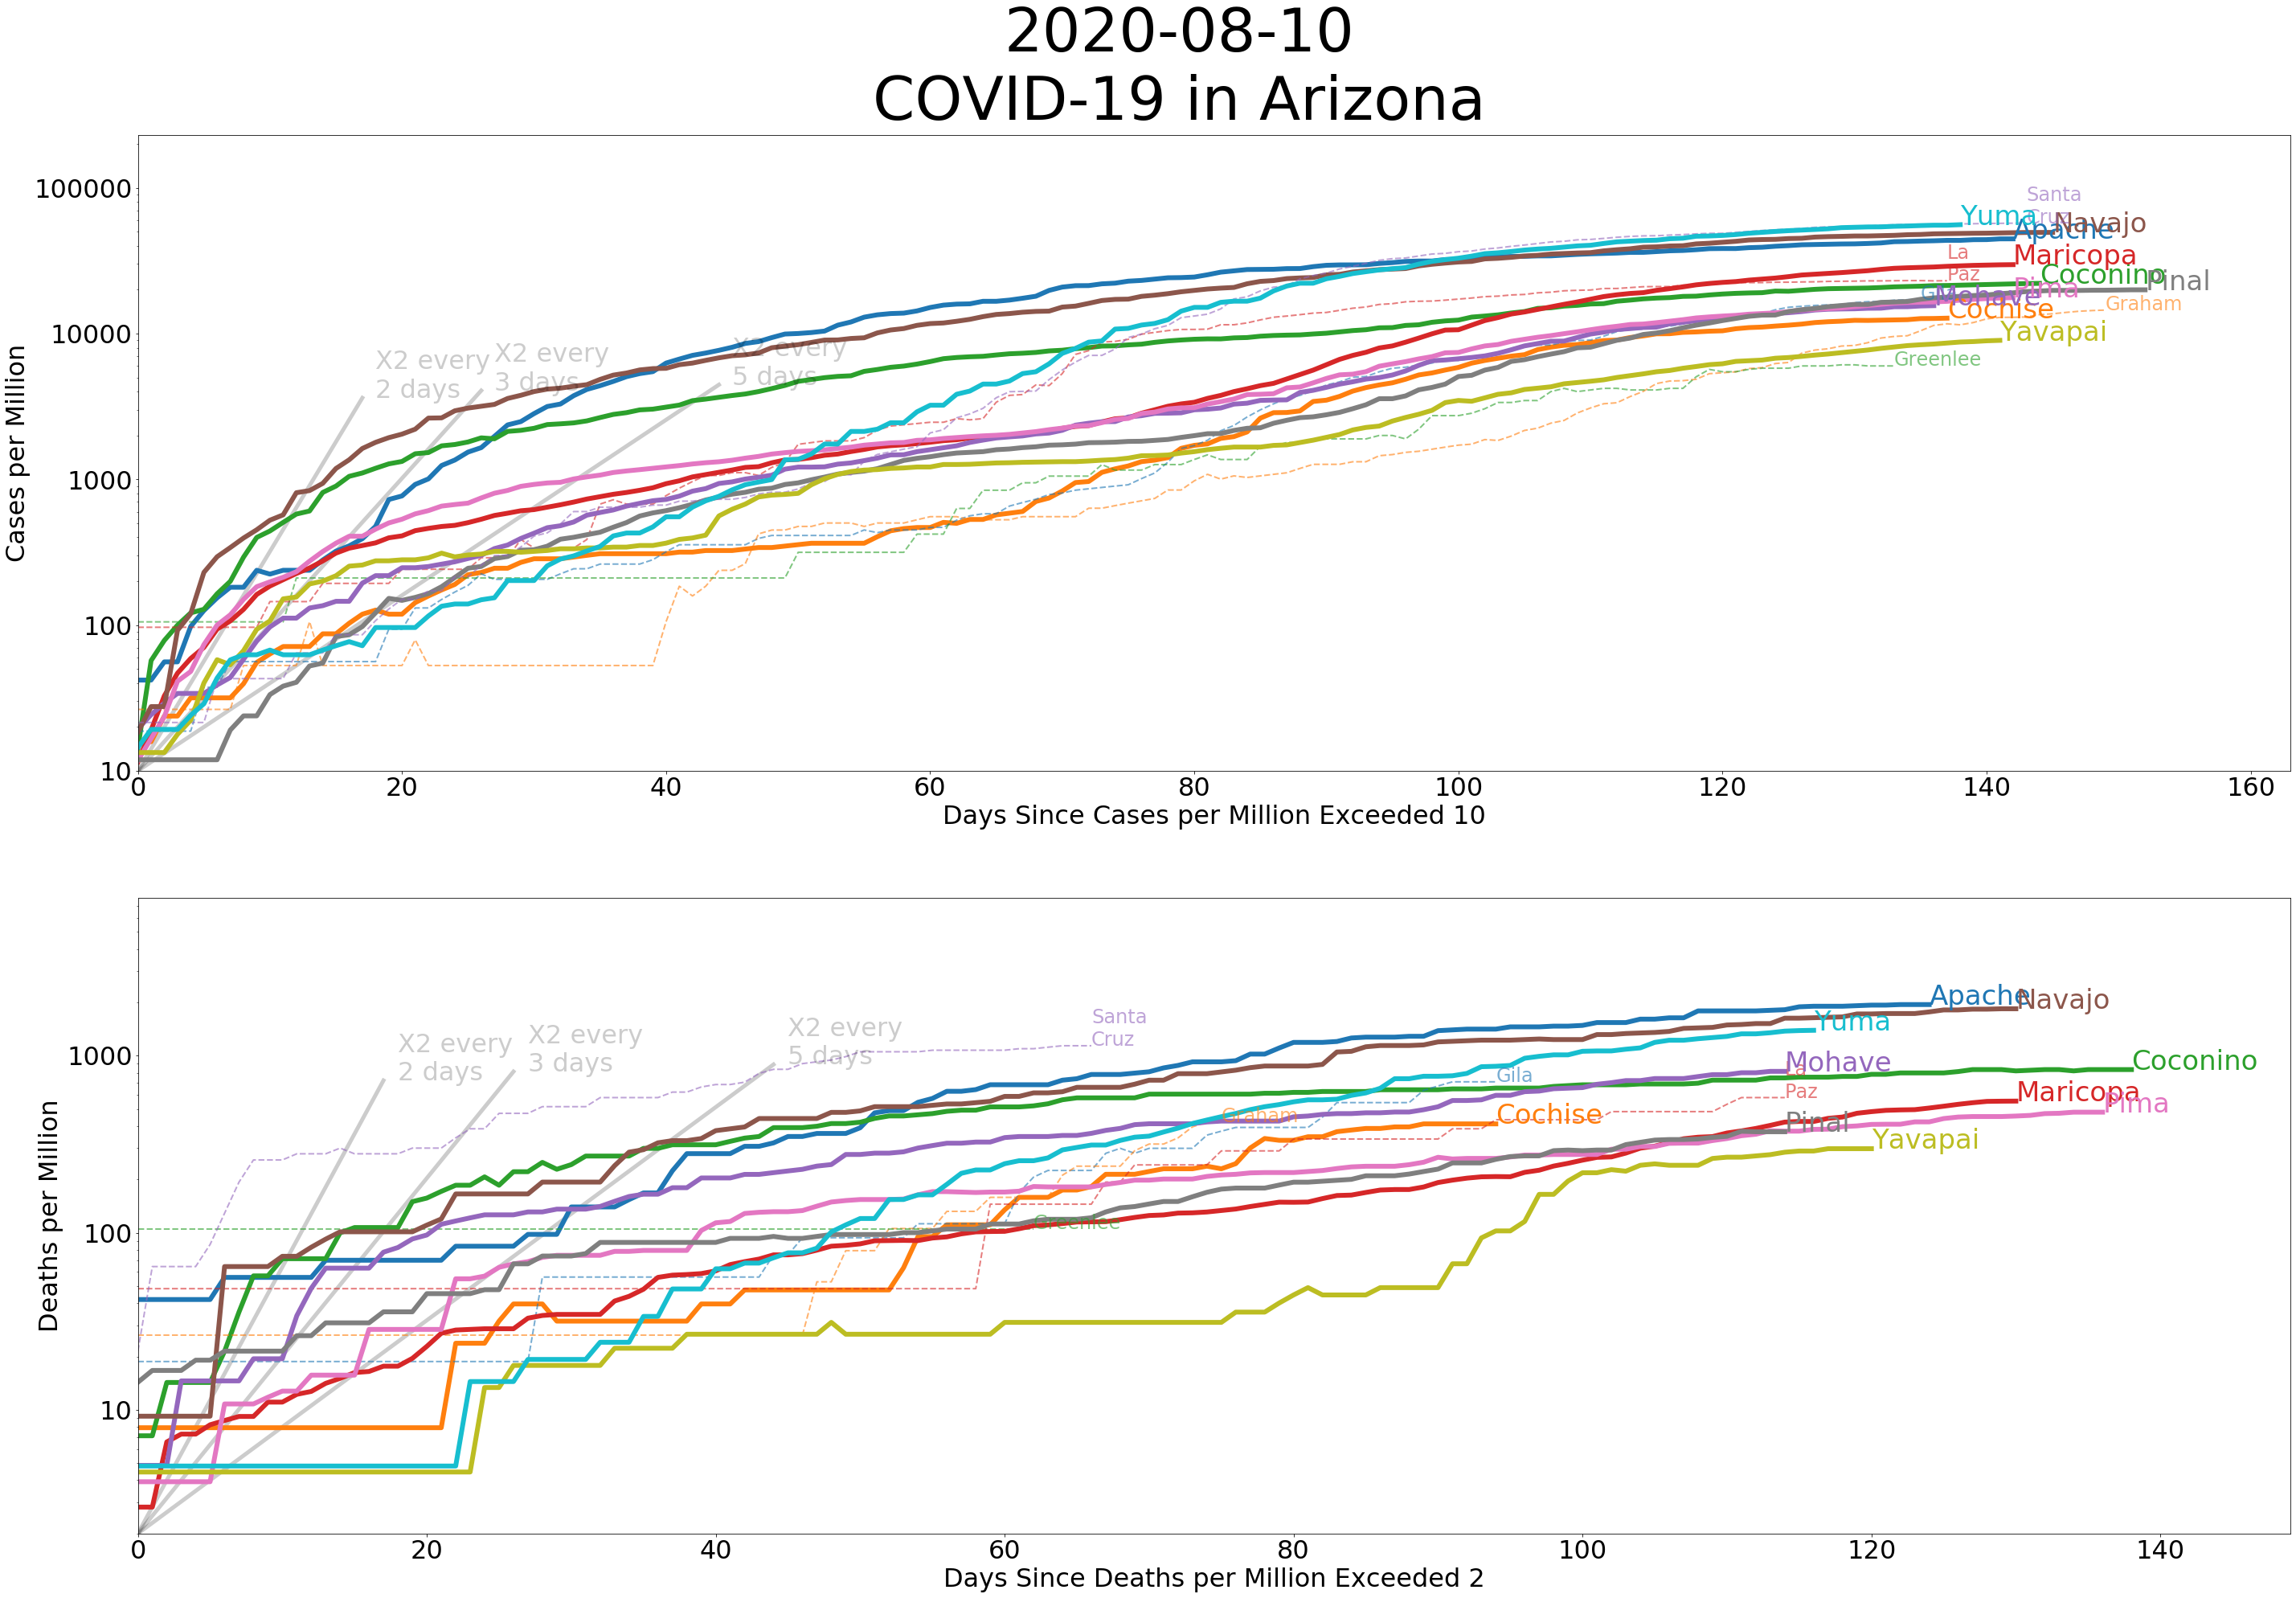 2020-08-10
COVID-19 in Arizona
100000
10000
1000
100
10
Cases per Million
X2 every
2 days
X2 every
3 days
X2 every
5 days
Santa
Cruz
Yuma
Navajo
Apache
La
Paz
Maricopa
Coconino
Pinal
Gila
Mohave
Pima
Graham
Cochise
Yavapai
Greenlee
0 20 40 60 80 100 120 140 160
Days Since Cases per Million Exceeded 10
1000
100
10
Deaths per Million
X2 every
2 days
X2 every
3 days
X2 every
5 days
Santa
Cruz
Apache
Navajo
Yuma
Mohave
Coconino
Gila
La
Paz
Maricopa
Pima
Graham
Cochise
Pinal
Yavapai
Greenlee
0 20 40 60 80 100 120 140
Days Since Deaths per Million Exceeded 2